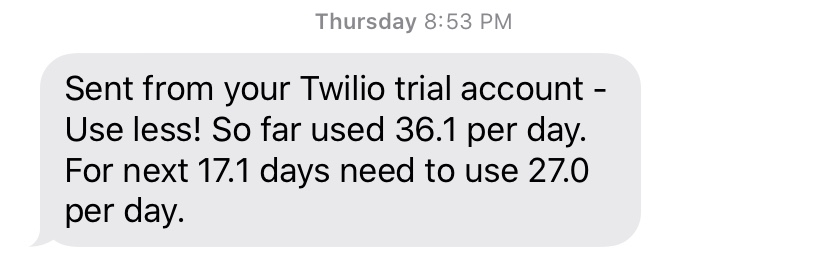 Thursday 8:53 PM
Sent from your Twilio trial account -
Use less! So far used 36.1 per day.
For next 17.1 days need to use 27.0
per day.